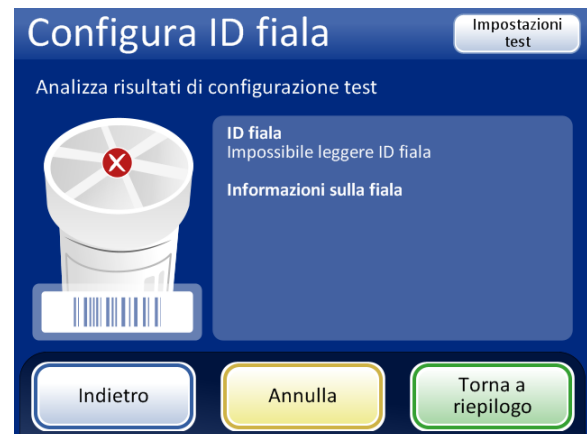 Configura ID fiala
Impostazioni
test
Analizza risultati di configurazione test
ID fiala
Impossibile leggere ID fiala
Informazioni sulla fiala
Indietro
Annulla
Torna a
riepilogo